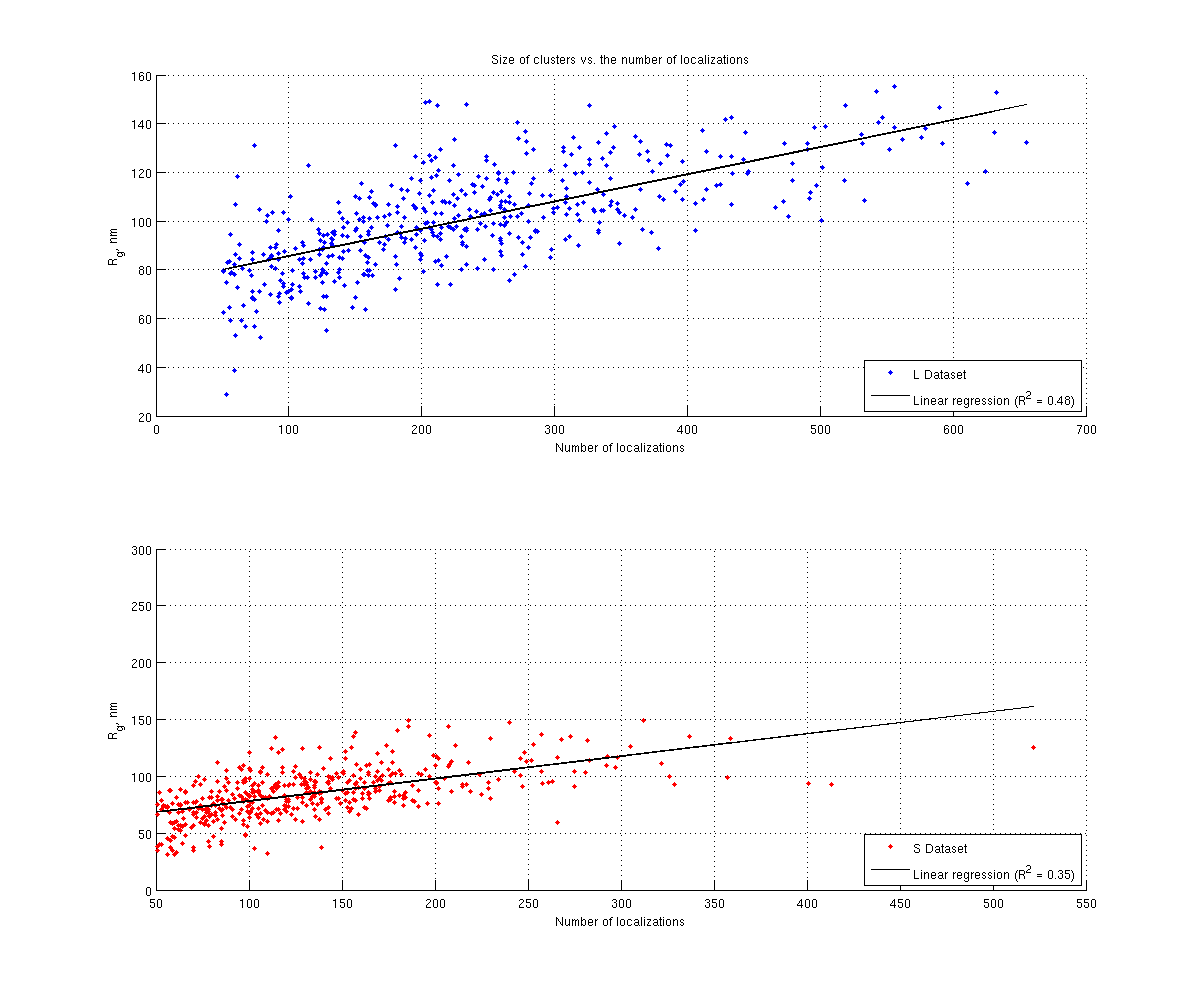 Size of clusters vs. the number of localizations
160
140
120
100
80
60
40
20
R_g, nm
0 100 200 300 400 500 600 700
Number of localizations
L Dataset
Linear regression (R^2 = 0.48)
300
250
200
150
100
50
0
R_g, nm
50 100 150 200 250 300 350 400 450 500 550
Number of localizations
S Dataset
Linear regression (R^2 = 0.35)